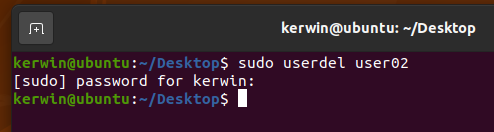 kerwin@ubuntu: ~/Desktop
kerwin@ubuntu:~/Desktop$ sudo userdel user02
[sudo] password for kerwin:
kerwin@ubuntu:~/Desktop$